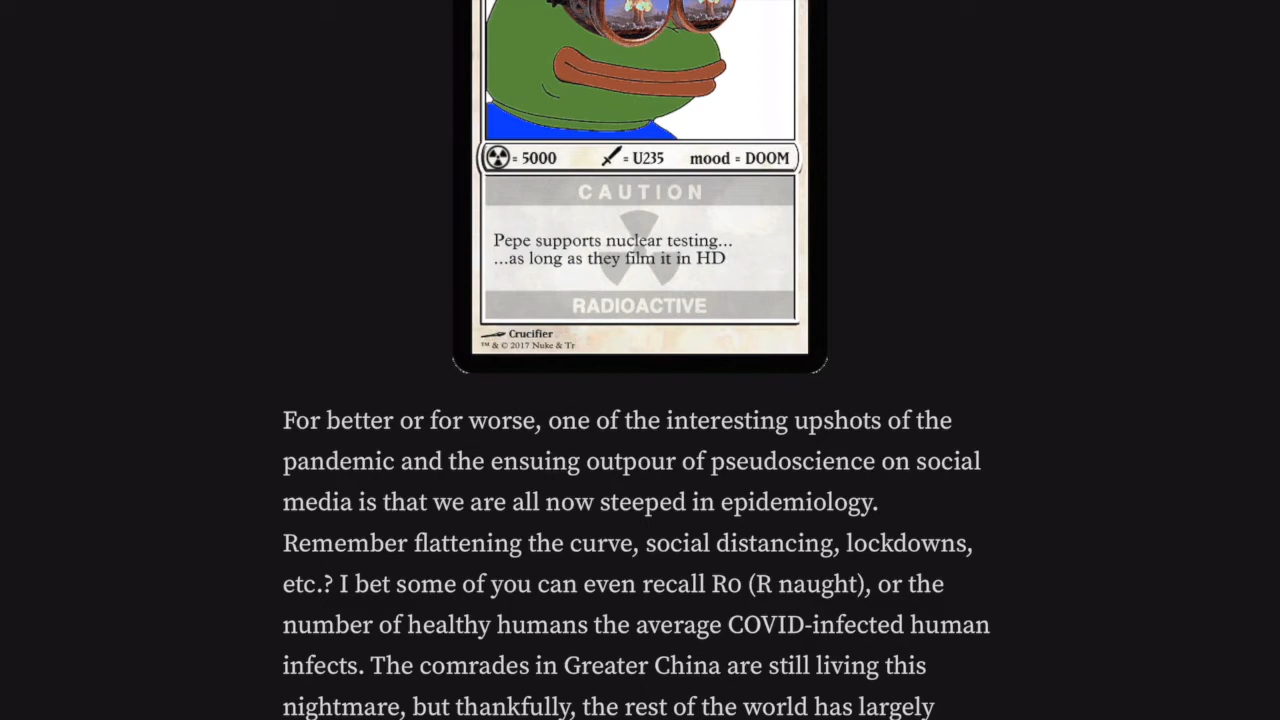 = 5000 = U235 mood = DOOM
CAUTION
Pepe supports nuclear testing...
...as long as they film it in HD
RADIOACTIVE
Crucifier
™ & © 2017 Nuke & Tr
For better or for worse, one of the interesting upshots of the
pandemic and the ensuing outpour of pseudoscience on social
media is that we are all now steeped in epidemiology.
Remember flattening the curve, social distancing, lockdowns,
etc.? I bet some of you can even recall R0 (R naught), or the
number of healthy humans the average COVID-infected human
infects. The comrades in Greater China are still living this
nightmare, but thankfully, the rest of the world has largely